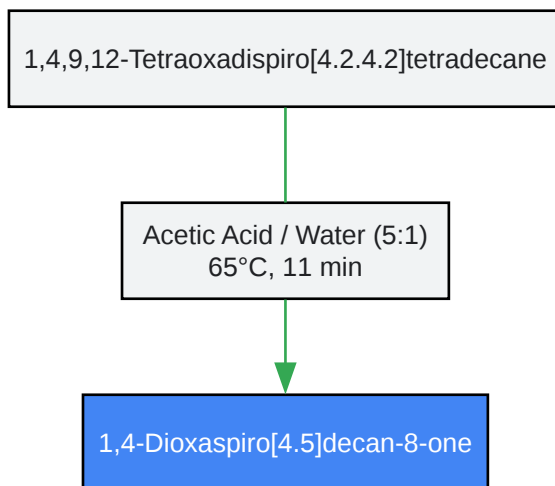 1,4,9,12-Tetraoxadispiro[4.2.4.2]tetradecane
Acetic Acid / Water (5:1)
65°C, 11 min
1,4-Dioxaspiro[4.5]decan-8-one